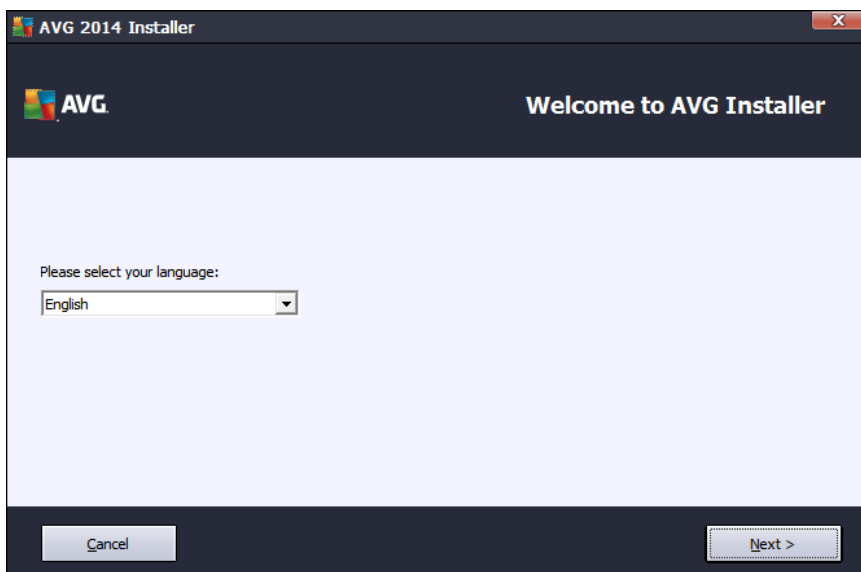 AVG 2014 Installer
AVG.
Welcome to AVG Installer
Please select your language:
English
Cancel
Next >